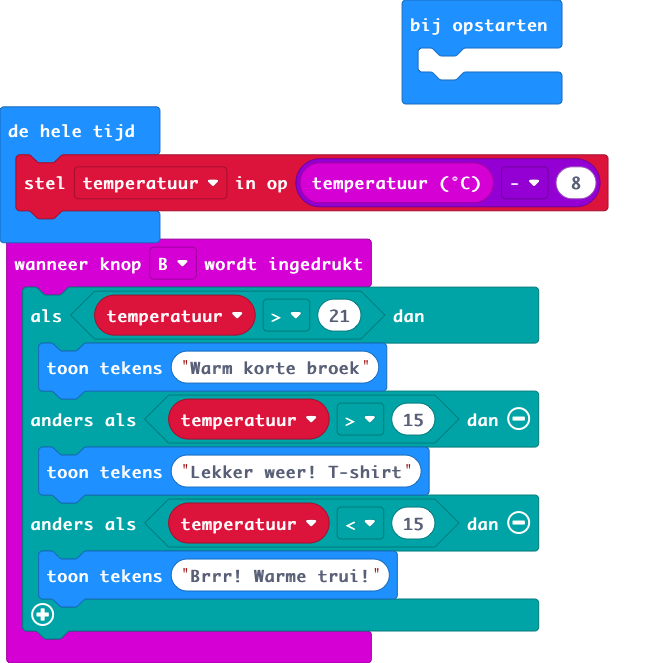 bij opstarten
de hele tijd
stel temperatuur in op temperatuur (°C) - 8
wanneer knop B wordt ingedrukt
als temperatuur > 21 dan
toon tekens "Warm korte broek"
anders als temperatuur > 15 dan
toon tekens "Lekker weer! T-shirt"
anders als temperatuur < 15 dan
toon tekens "Brrr! Warme trui!"